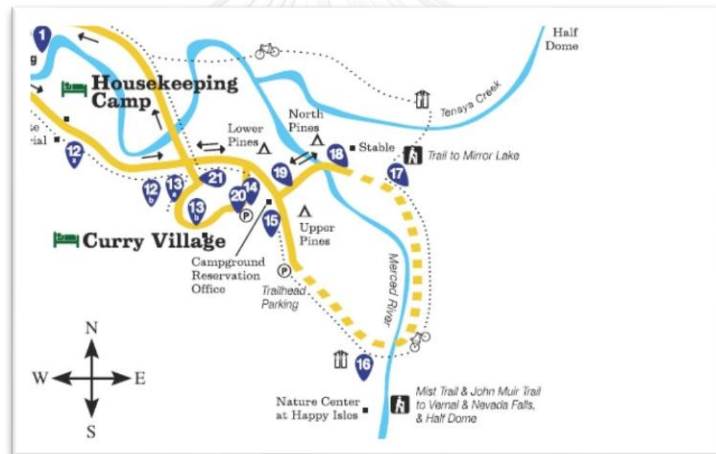 1
Half
Dome
g
Housekeeping
Camp
Tenaya Creek
North
Pines
Lower
Pines
Stable
Trail to Mirror Lake
rial
12
a
12
b
13
a
21
14
20
19
18
17
13
b
P
15
Upper
Pines
Curry Village
Campground
Reservation
Office
P
Trailhead
Parking
Merced River
N
W
E
S
16
Nature Center
at Happy Isles
Mist Trail & John Muir Trail
to Vernal & Nevada Falls,
& Half Dome